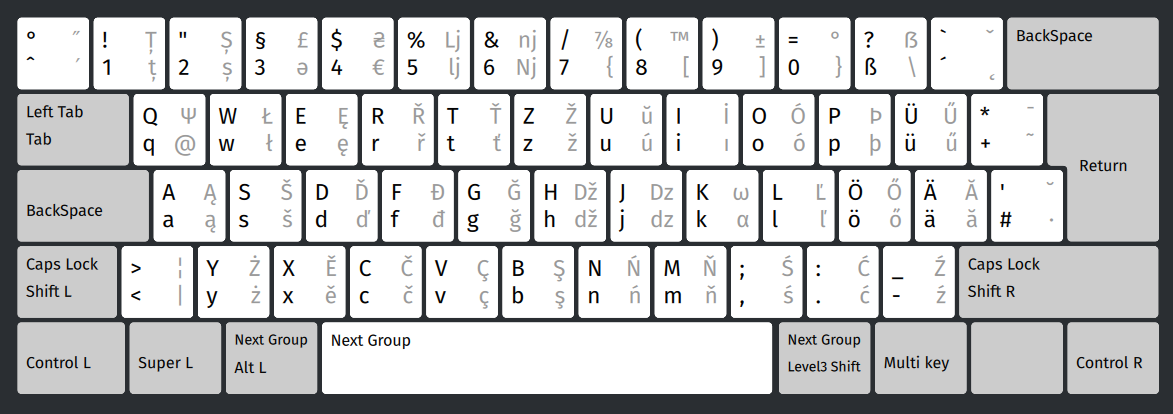 ° ˝ ! Ț " Ș § £ $ ₴ % Lj & nj / ⅞ ( ™ ) ± = ° ? ẞ ` ˇ BackSpace
ˆ ´ 1 ț 2 ș 3 ə 4 € 5 lj 6 Nj 7 { 8 [ 9 ] 0 } ß \ ´ ˛
Left Tab Q Ψ W Ł E Ę R Ř T Ť Z Ž U ŭ I İ O Ó P Þ Ü Ű * ¯
Tab q @ w ł e ę r ř t ť z ž u ú i ı o ó p þ ü ű + ~
Return
A Ą S Š D Ď F Đ G Ğ H Dž J Dz K ω L Ľ Ö Ő Ä Ă ' ˘
BackSpace a ą s š d ď f đ g ğ h dž j dz k α l ľ ö ő ä ă # ·
Caps Lock > ¦ Y Ż X Ě C Č V Ç B Ş N Ń M Ň ; Ś : Ć _ Ź Caps Lock
Shift L < | y ż x ě c č v ç b ş n ń m ň , ś . ć - ź Shift R
Next Group Next Group Next Group
Control L Super L Alt L Level3 Shift Multi key Control R